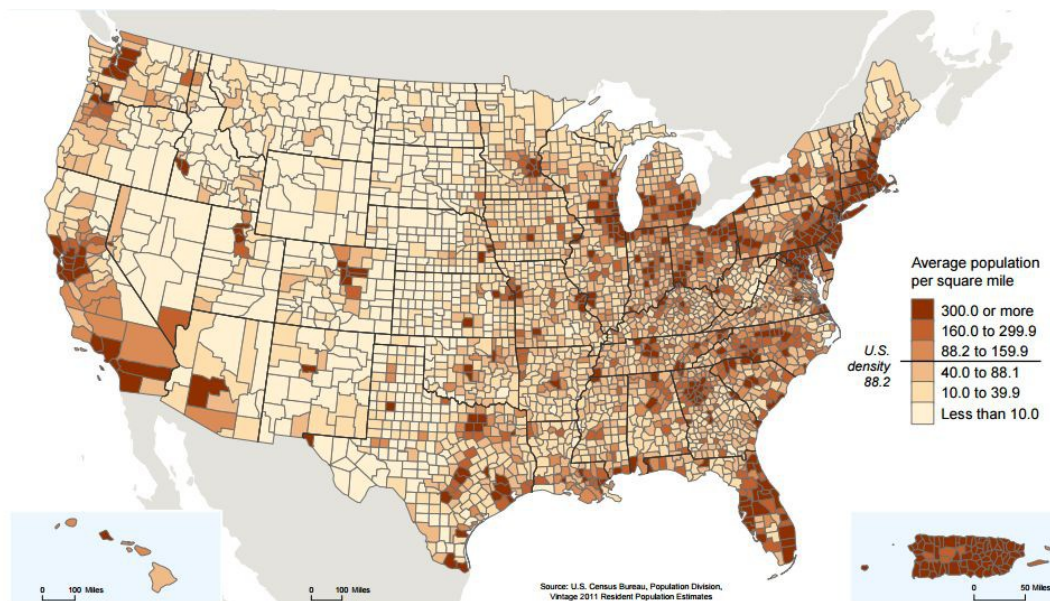 Average population
per square mile
300.0 or more
160.0 to 299.9
88.2 to 159.9
U.S.
density
88.2
40.0 to 88.1
10.0 to 39.9
Less than 10.0
0 100 Miles
0 100 Miles
Source: U.S. Census Bureau, Population Division,
Vintage 2011 Resident Population Estimates
0 50 Miles